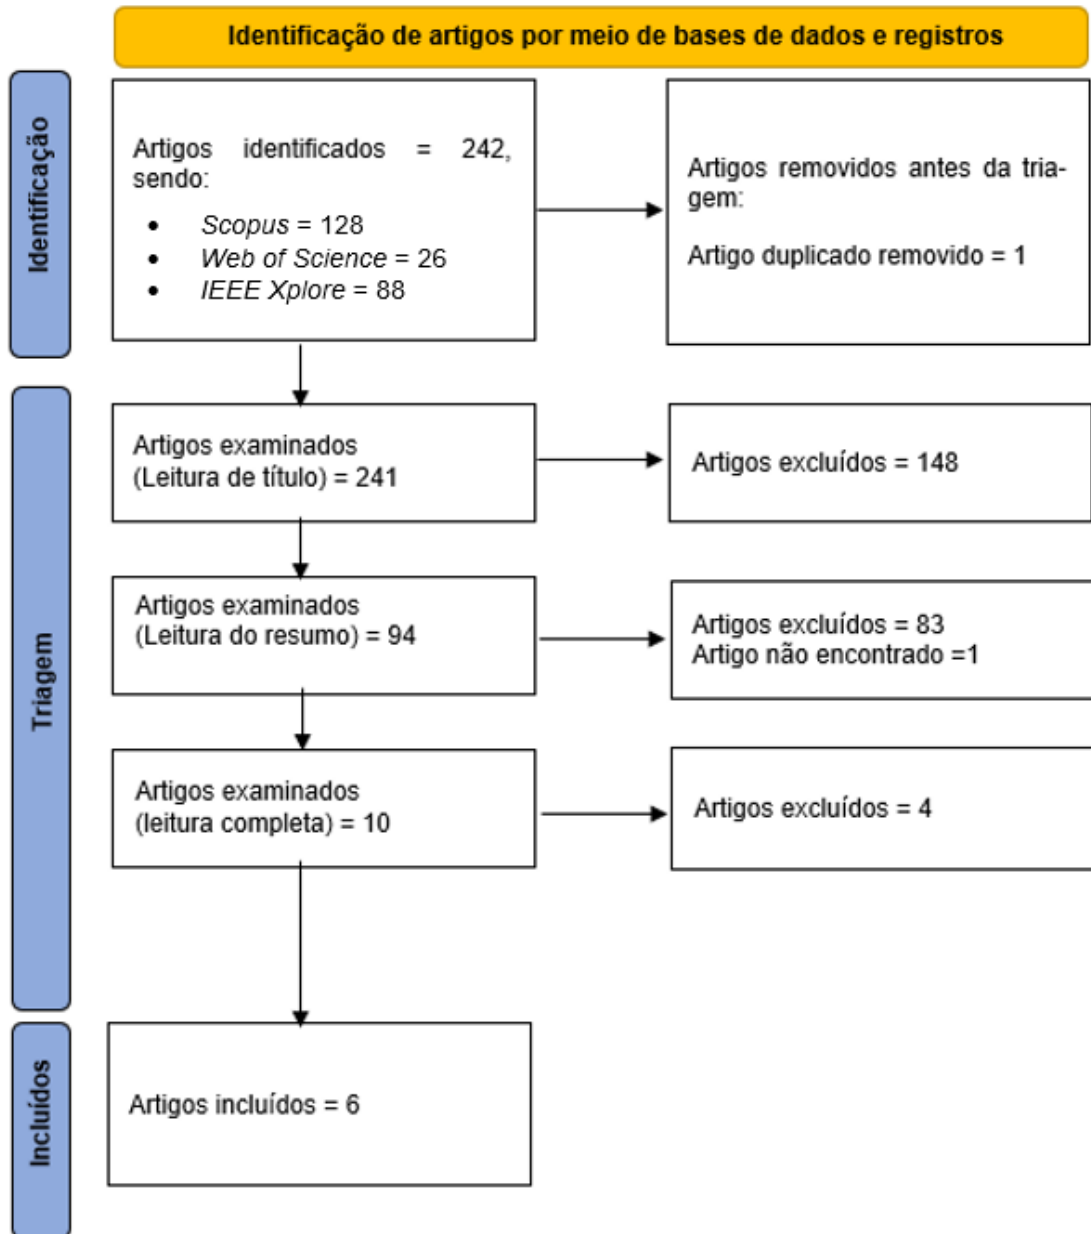 Identificação de artigos por meio de bases de dados e registros
Identificação
Artigos identificados = 242,
sendo:
• Scopus = 128
• Web of Science = 26
• IEEE Xplore = 88
Artigos removidos antes da tria-
gem:
Artigo duplicado removido = 1
Triagem
Artigos examinados
(Leitura de título) = 241
Artigos excluídos = 148
Artigos examinados
(Leitura do resumo) = 94
Artigos excluídos = 83
Artigo não encontrado =1
Artigos examinados
(leitura completa) = 10
Artigos excluídos = 4
Incluídos
Artigos incluídos = 6